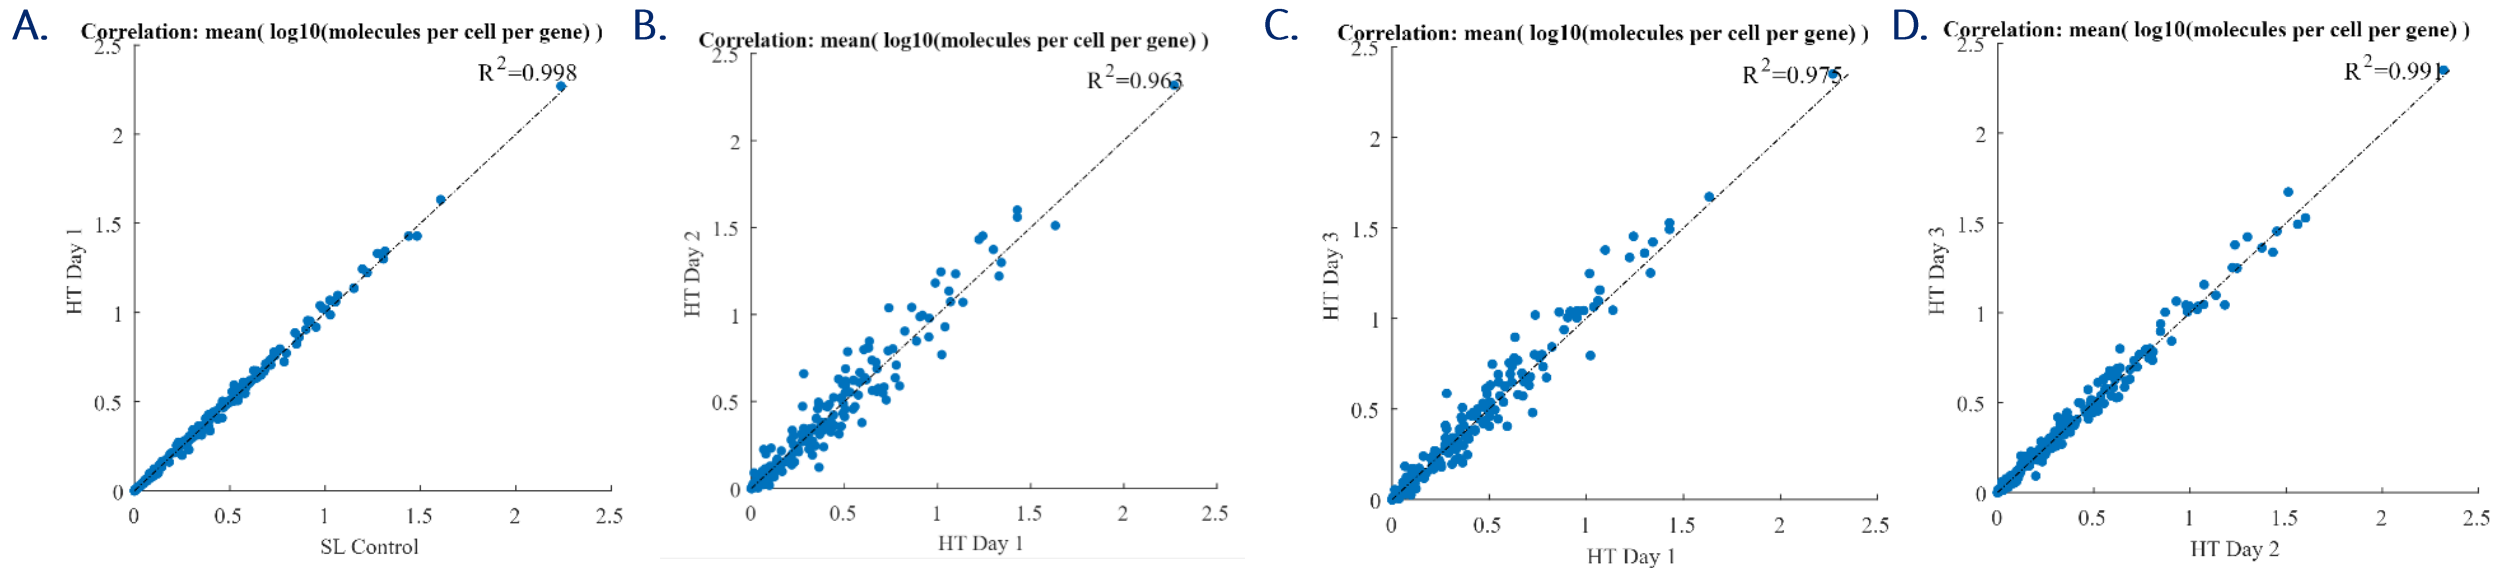 A.
Correlation: mean( log10(molecules per cell per gene) )
R²=0.998
2.5
2
1.5
1
0.5
0
HT Day 1
0 0.5 1 1.5 2 2.5
SL Control
B.
Correlation: mean( log10(molecules per cell per gene) )
R²=0.963
2.5
2
1.5
1
0.5
0
HT Day 2
0 0.5 1 1.5 2 2.5
HT Day 1
C.
Correlation: mean( log10(molecules per cell per gene) )
R²=0.975
2.5
2
1.5
1
0.5
0
HT Day 3
0 0.5 1 1.5 2 2.5
HT Day 1
D.
Correlation: mean( log10(molecules per cell per gene) )
R²=0.991
2.5
2
1.5
1
0.5
0
HT Day 3
0 0.5 1 1.5 2 2.5
HT Day 2